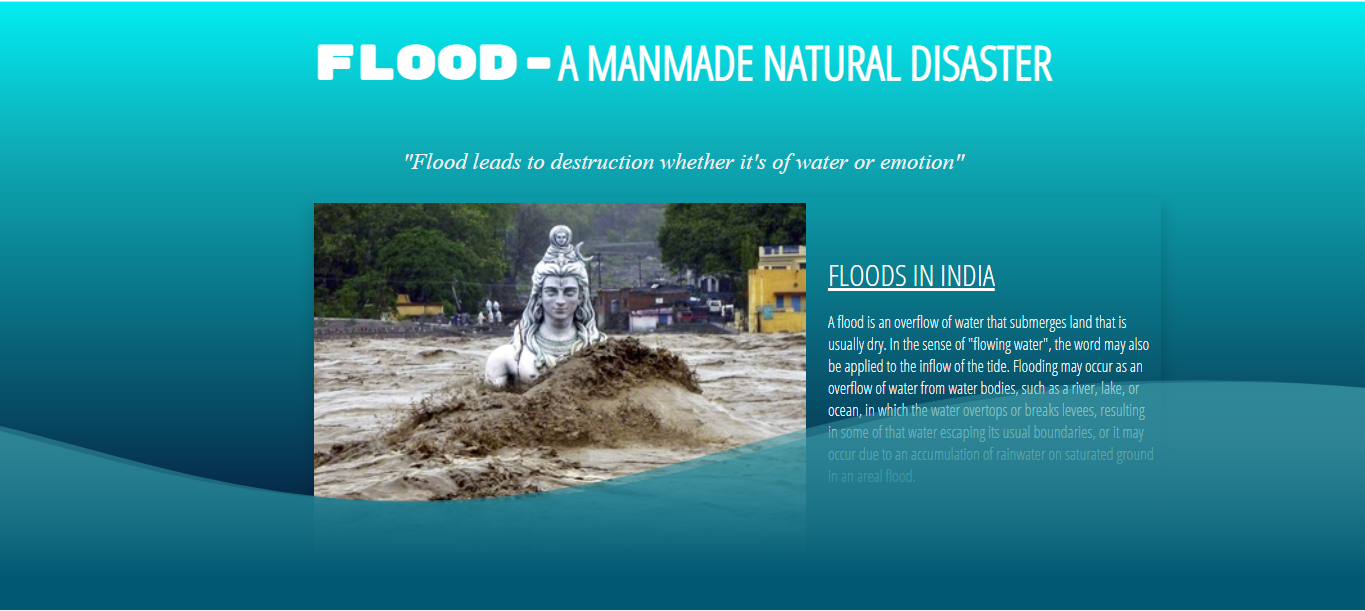 FLOOD - A MANMADE NATURAL DISASTER
"Flood leads to destruction whether it's of water or emotion"
FLOODS IN INDIA
A flood is an overflow of water that submerges land that is
usually dry. In the sense of "flowing water", the word may also
be applied to the inflow of the tide. Flooding may occur as an
overflow of water from water bodies, such as a river, lake, or
ocean, in which the water overtops or breaks levees, resulting
in some of that water escaping its usual boundaries, or it may
occur due to an accumulation of rainwater on saturated ground
in an areal flood.